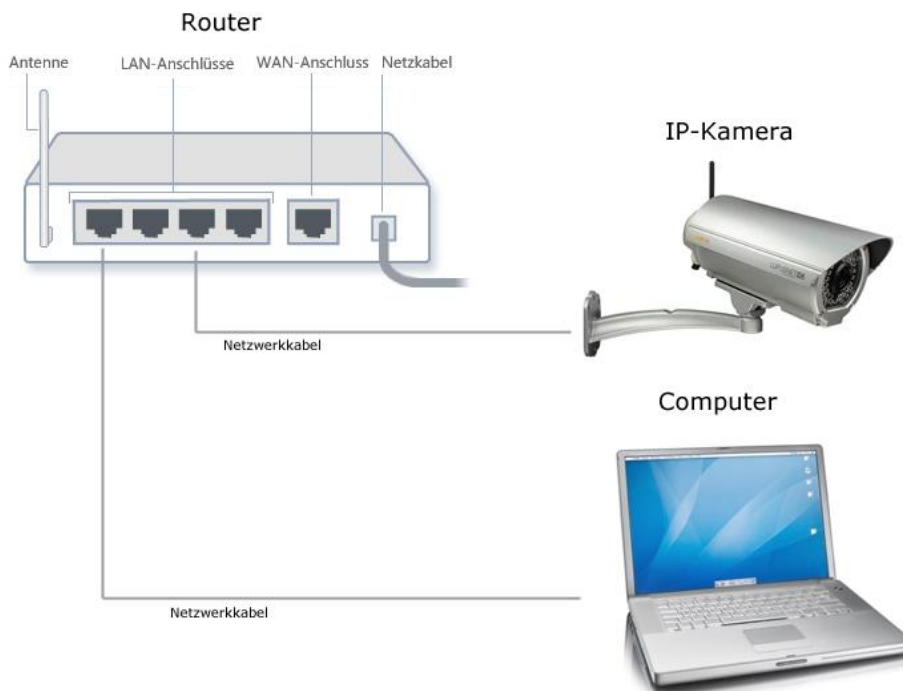 Router
Antenne
LAN-Anschlüsse
WAN-Anschluss
Netzkabel
IP-Kamera
Netzwerkkabel
Computer
Netzwerkkabel